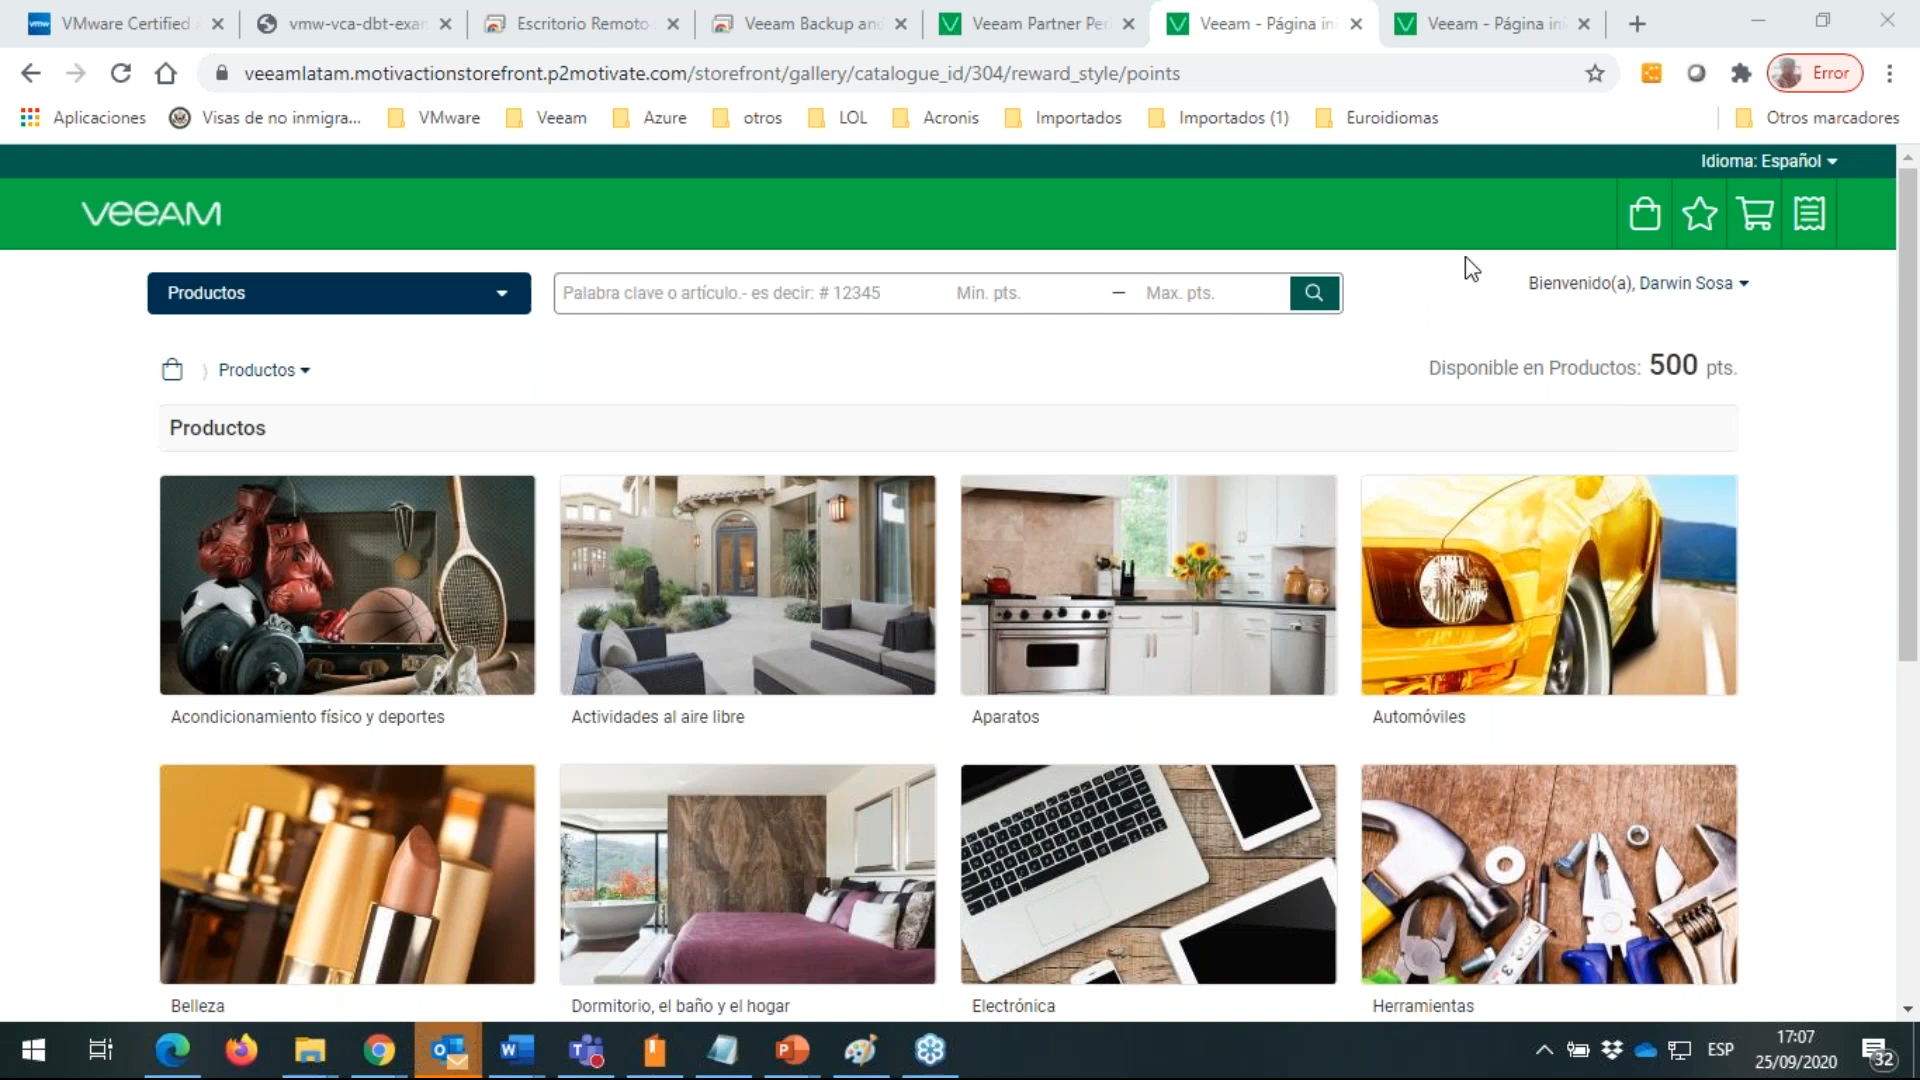 VMware Certified
vmw-vca-dbt-exam
Escritorio Remoto
Veeam Backup and
Veeam Partner Per
Veeam - Página ini
Veeam - Página ini
veeamlatam.motivactionstorefront.p2motivate.com/storefront/gallery/catalogue_id/304/reward_style/points
Error
Aplicaciones
Visas de no inmigra...
VMware
Veeam
Azure
otros
LOL
Acronis
Importados
Importados (1)
Euroidiomas
Otros marcadores
Idioma: Español
VEEAM
Productos
Palabra clave o artículo.- es decir: # 12345
Min. pts.
—
Max. pts.
Bienvenido(a), Darwin Sosa
Productos
Disponible en Productos: 500 pts.
Productos
Acondicionamiento físico y deportes
Actividades al aire libre
Aparatos
Automóviles
Belleza
Dormitorio, el baño y el hogar
Electrónica
Herramientas
ESP
17:07
25/09/2020
32